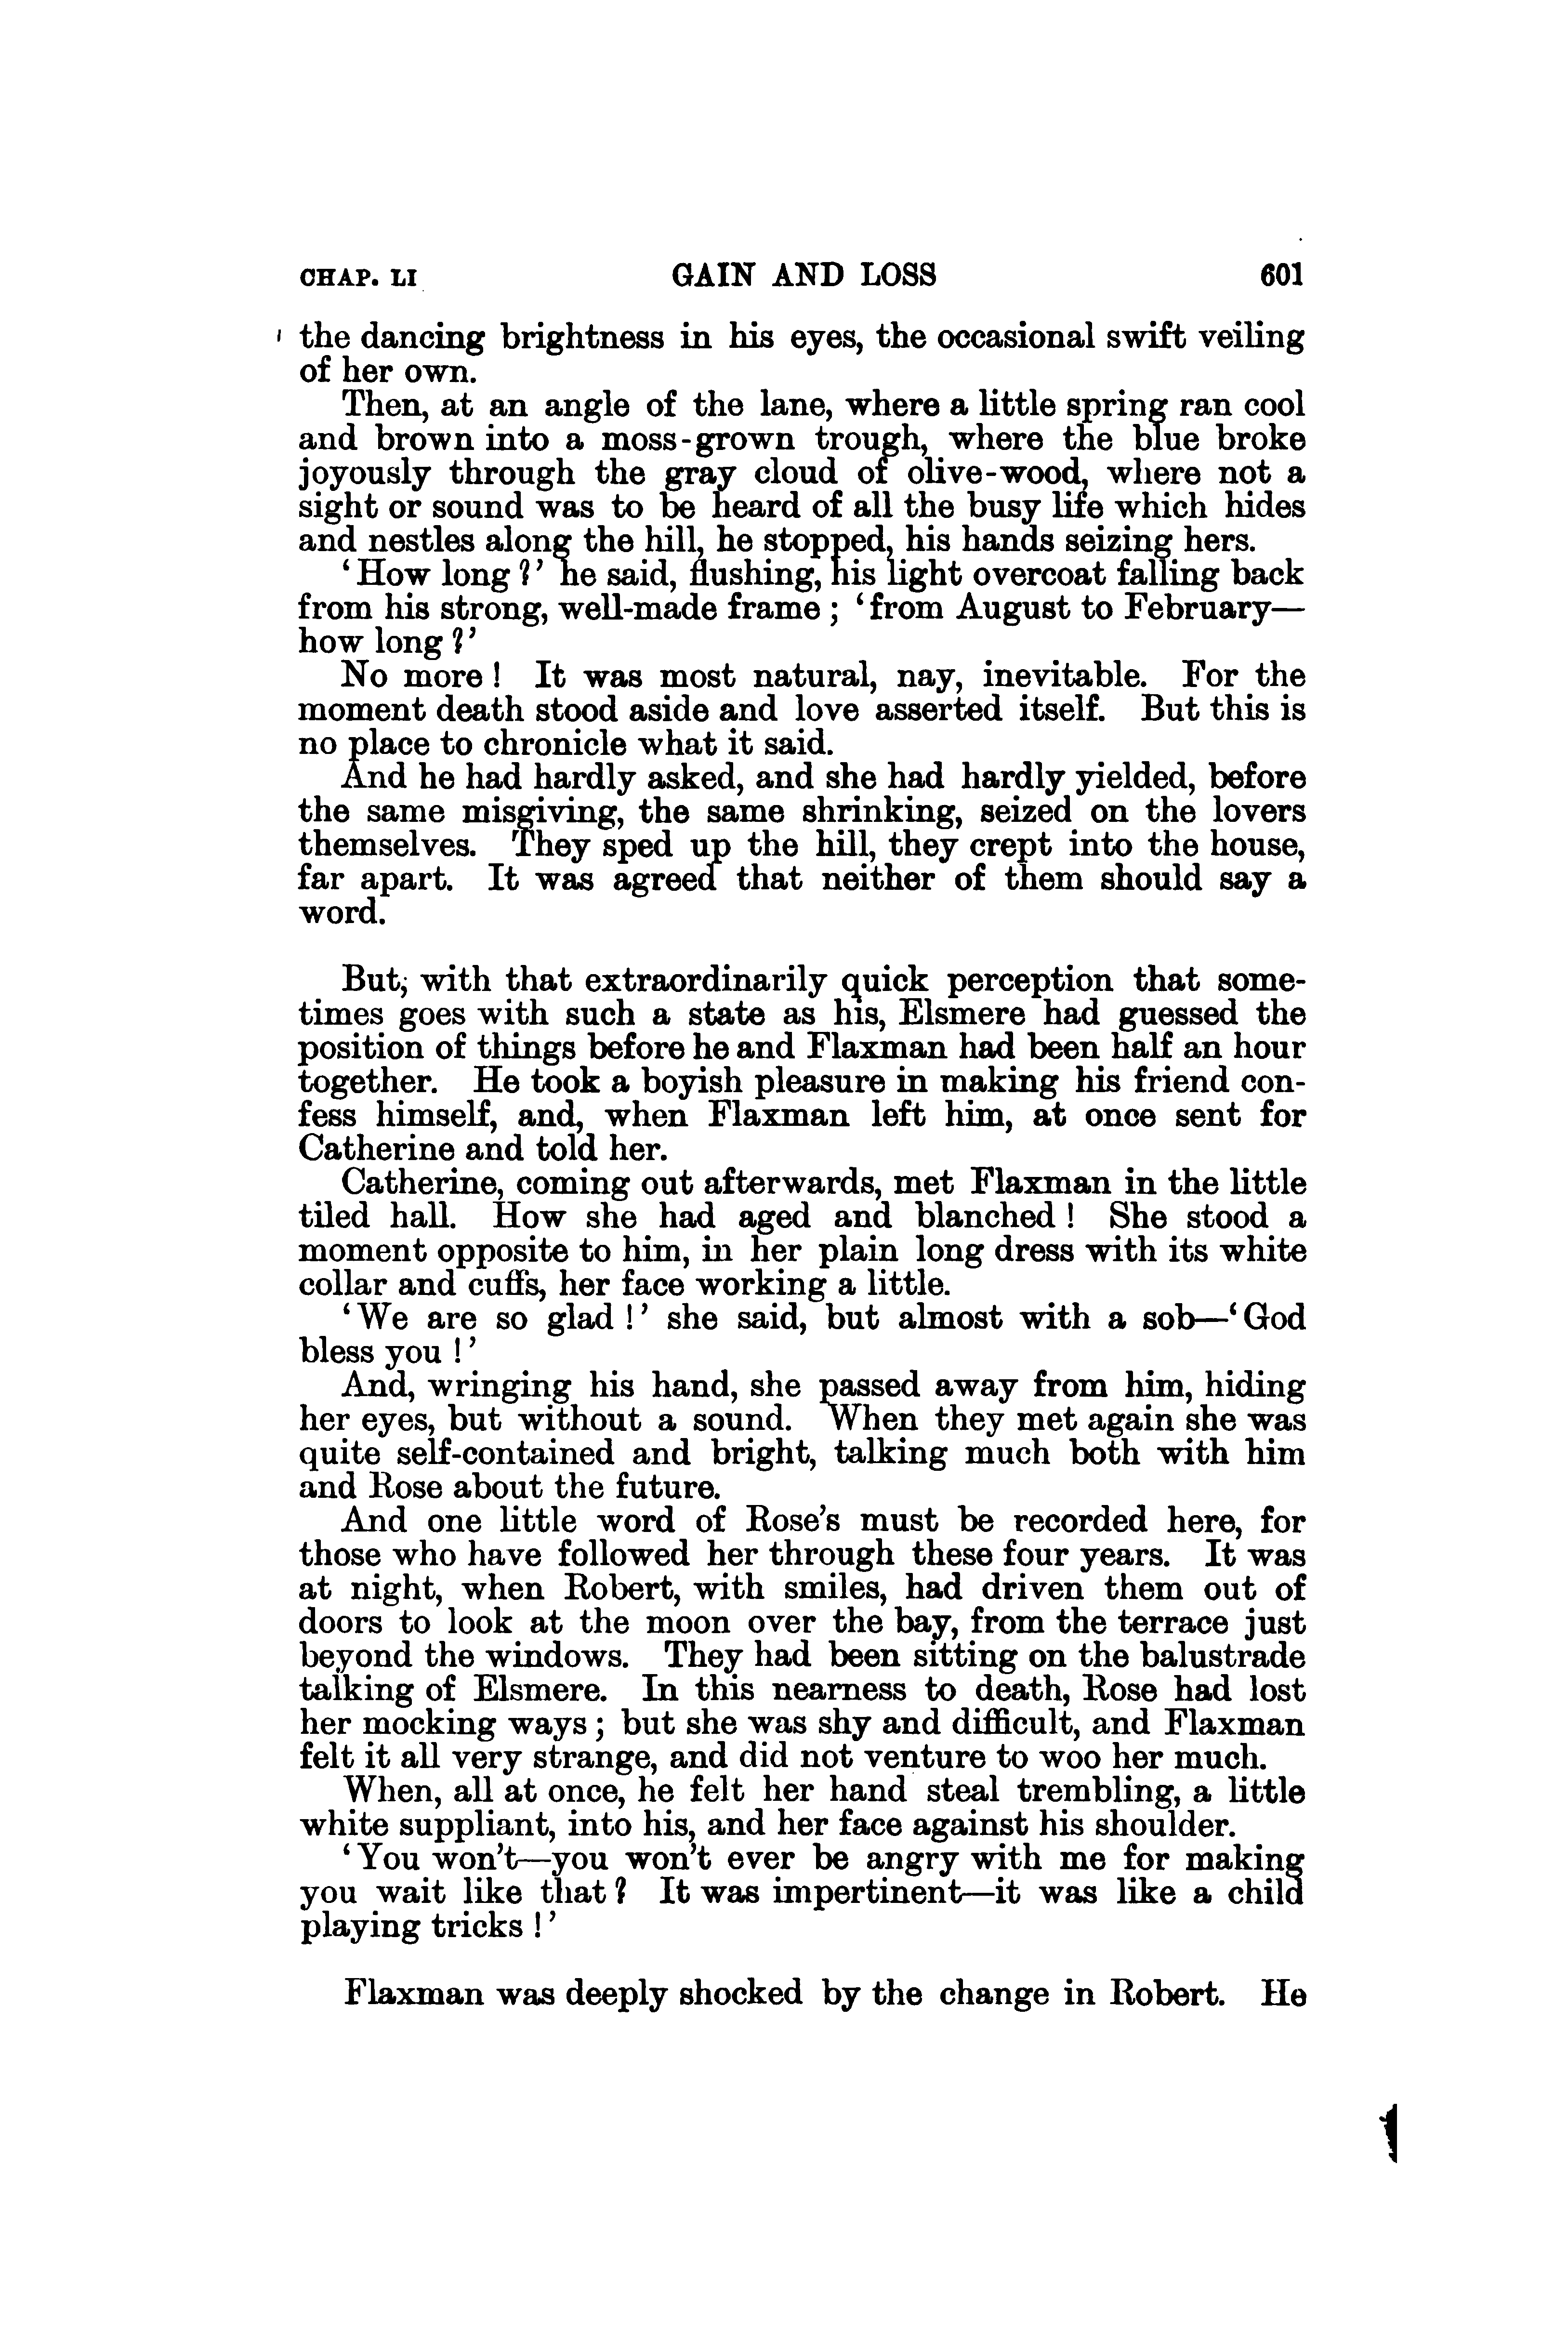 CHAP. LI GAIN AND LOSS 601
the dancing brightness in his eyes, the occasional swift veiling
of her own.
Then, at an angle of the lane, where a little spring ran cool
and brown into a moss-grown trough, where the blue broke
joyously through the gray cloud of olive-wood, where not a
sight or sound was to be heard of all the busy life which hides
and nestles along the hill, he stopped, his hands seizing hers.
‘How long?’ he said, flushing, his light overcoat falling back
from his strong, well-made frame; ‘from August to February—
how long?’
No more! It was most natural, nay, inevitable. For the
moment death stood aside and love asserted itself. But this is
no place to chronicle what it said.
And he had hardly asked, and she had hardly yielded, before
the same misgiving, the same shrinking, seized on the lovers
themselves. They sped up the hill, they crept into the house,
far apart. It was agreed that neither of them should say a
word.
But, with that extraordinarily quick perception that some-
times goes with such a state as his, Elsmere had guessed the
position of things before he and Flaxman had been half an hour
together. He took a boyish pleasure in making his friend con-
fess himself, and, when Flaxman left him, at once sent for
Catherine and told her.
Catherine, coming out afterwards, met Flaxman in the little
tiled hall. How she had aged and blanched! She stood a
moment opposite to him, in her plain long dress with its white
collar and cuffs, her face working a little.
‘We are so glad!’ she said, but almost with a sob—‘God
bless you!’
And, wringing his hand, she passed away from him, hiding
her eyes, but without a sound. When they met again she was
quite self-contained and bright, talking much both with him
and Rose about the future.
And one little word of Rose’s must be recorded here, for
those who have followed her through these four years. It was
at night, when Robert, with smiles, had driven them out of
doors to look at the moon over the bay, from the terrace just
beyond the windows. They had been sitting on the balustrade
talking of Elsmere. In this nearness to death, Rose had lost
her mocking ways; but she was shy and difficult, and Flaxman
felt it all very strange, and did not venture to woo her much.
When, all at once, he felt her hand steal trembling, a little
white suppliant, into his, and her face against his shoulder.
‘You won’t—you won’t ever be angry with me for making
you wait like that? It was impertinent—it was like a child
playing tricks!’
Flaxman was deeply shocked by the change in Robert. He